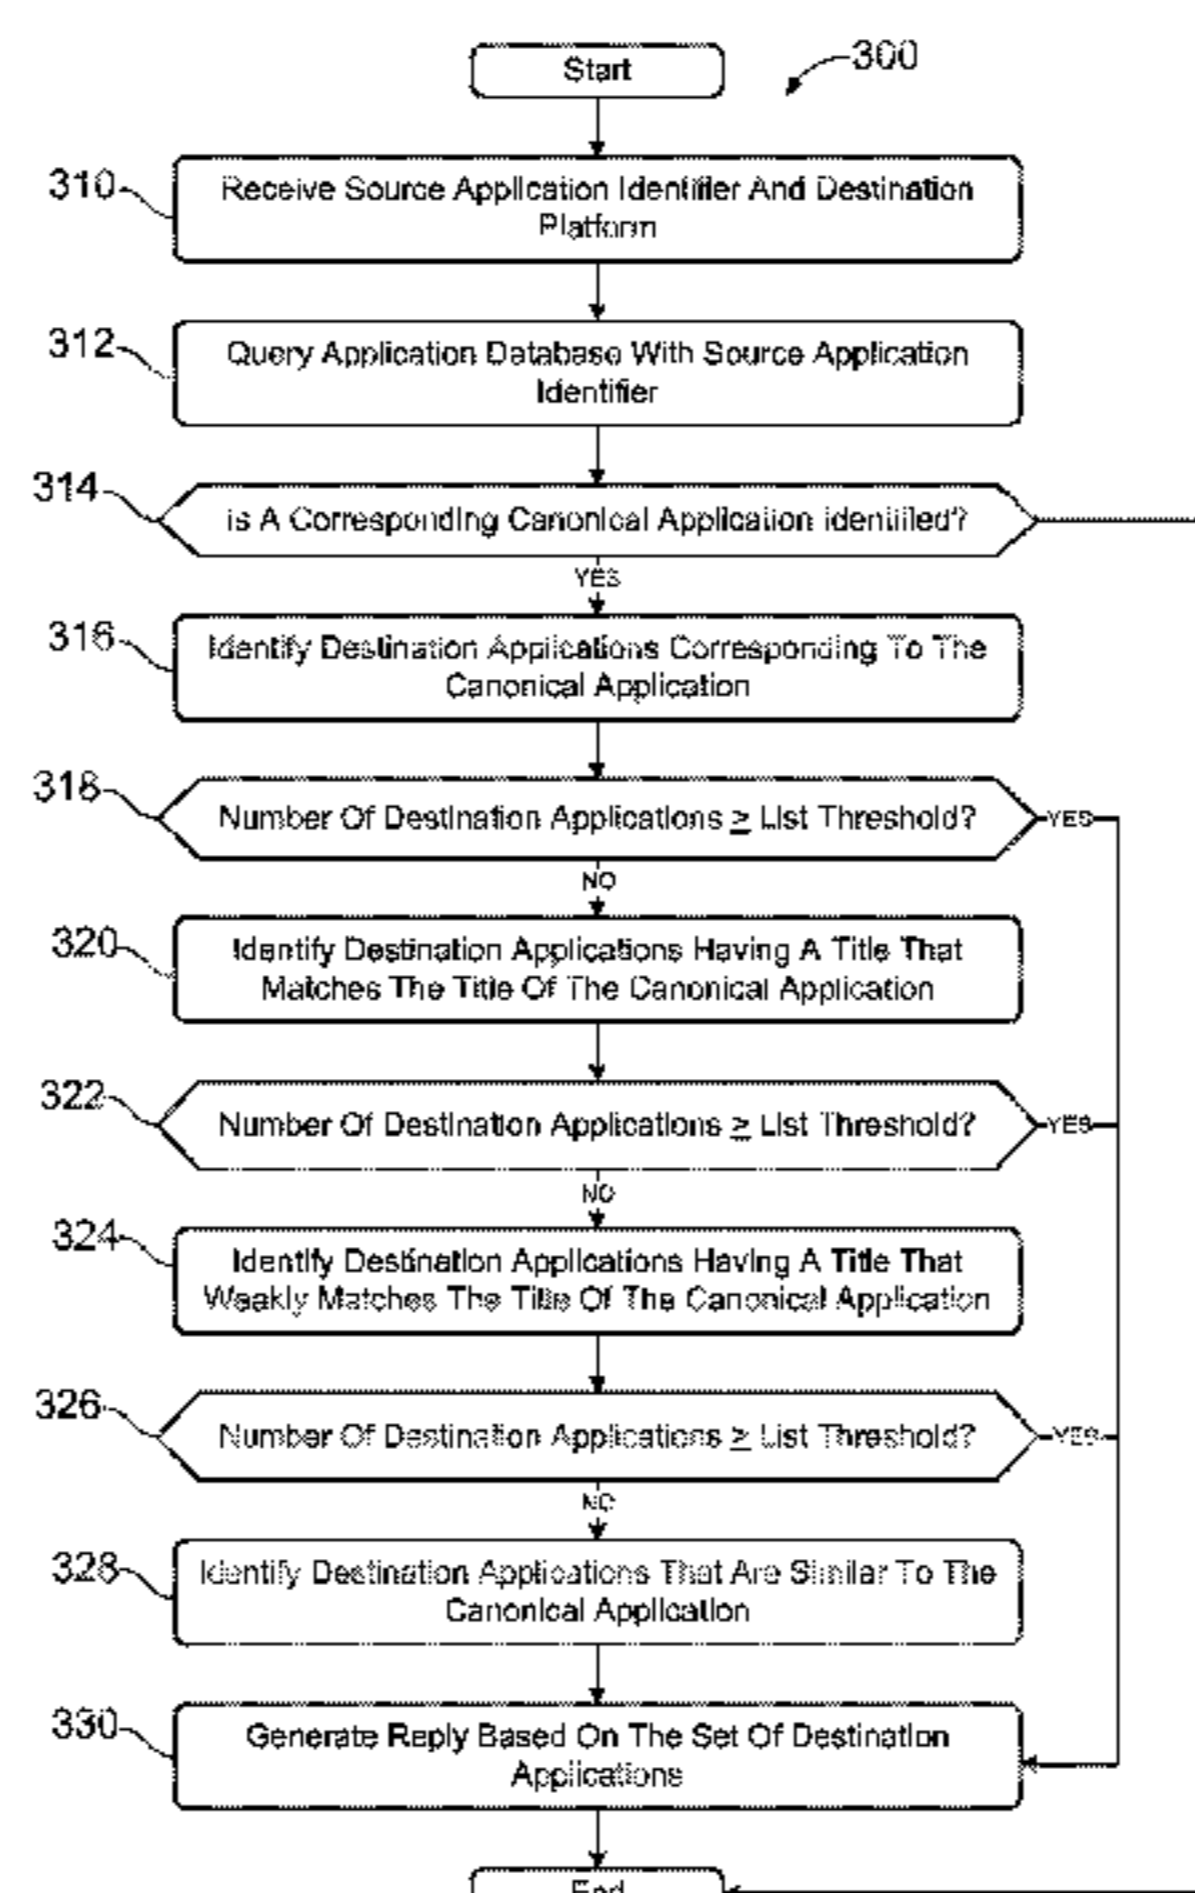 Start
300
310
Receive Source Application Identifier And Destination
Platform
312
Query Application Database With Source Application
Identifier
314
Is A Corresponding Canonical Application Identified?
YES
316
Identify Destination Applications Corresponding To The
Canonical Application
318
Number Of Destination Applications ≥ List Threshold?
YES
NO
320
Identify Destination Applications Having A Title That
Matches The Title Of The Canonical Application
322
Number Of Destination Applications ≥ List Threshold?
YES
NO
324
Identify Destination Applications Having A Title That
Weakly Matches The Title Of The Canonical Application
326
Number Of Destination Applications ≥ List Threshold?
YES
NO
328
Identify Destination Applications That Are Similar To The
Canonical Application
330
Generate Reply Based On The Set Of Destination
Applications
End